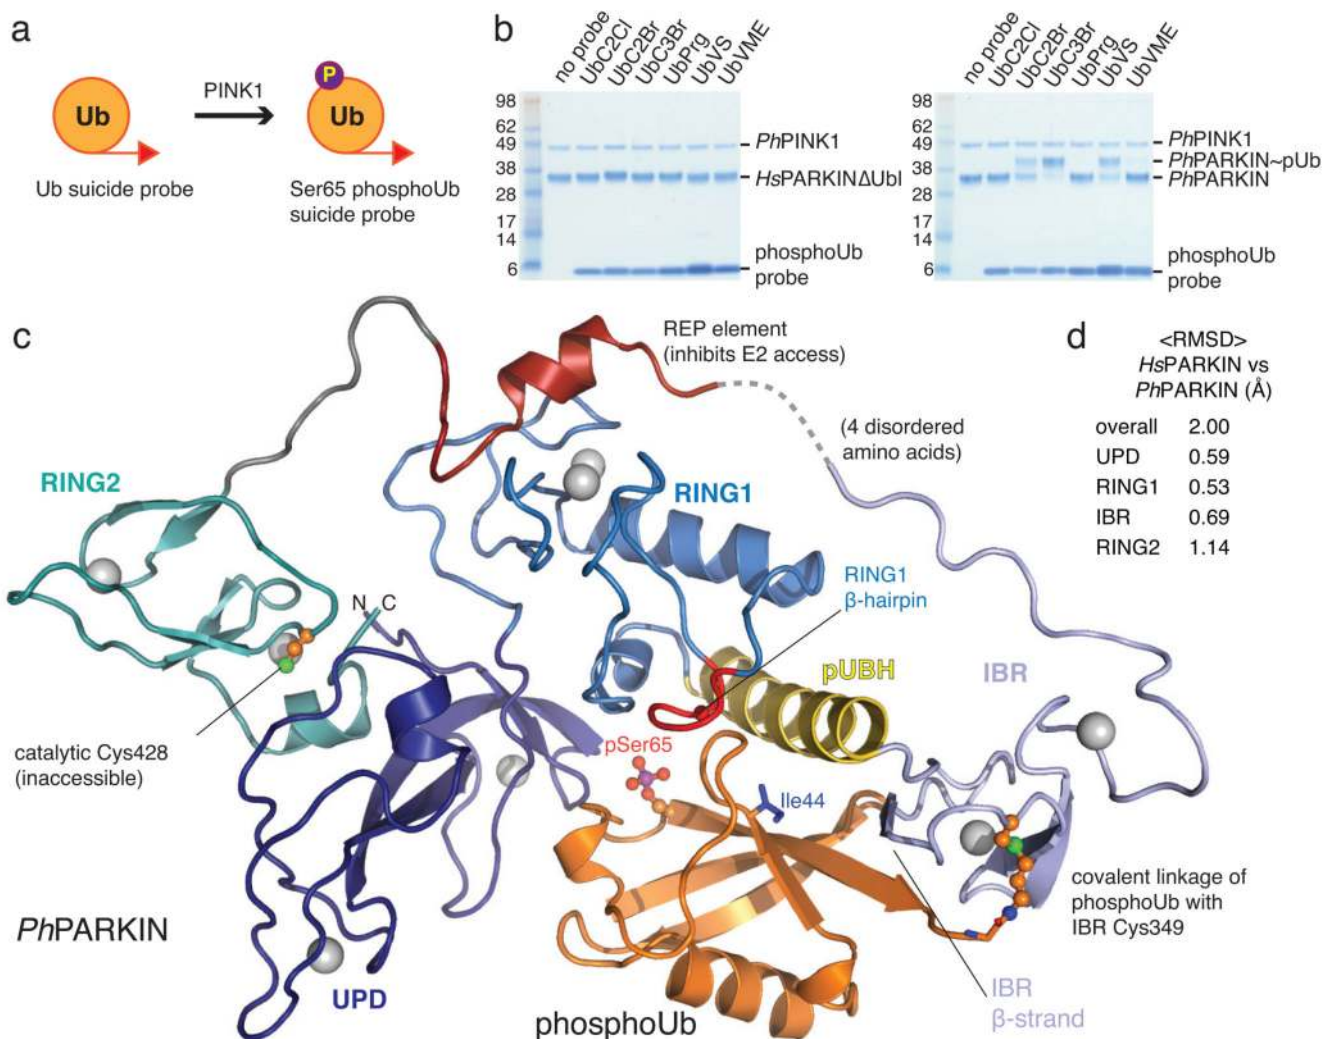 a
P
Ub
PINK1
Ub
Ub suicide probe
Ser65 phosphoUb
suicide probe
b
no probe
UbC2Cl
UbC2Br
UbC3Br
UbPrg
UbVS
UbVME
98
62
49
38
28
17
14
6
PhPINK1
HsPARKINΔUbl
phosphoUb
probe
no probe
UbC2Cl
UbC2Br
UbC3Br
UbPrg
UbVS
UbVME
98
62
49
38
28
17
14
6
PhPINK1
PhPARKIN~pUb
PhPARKIN
phosphoUb
probe
c
REP element
(inhibits E2 access)
(4 disordered
amino acids)
RING2
RING1
RING1
β-hairpin
N C
pUBH
IBR
catalytic Cys428
(inaccessible)
pSer65
Ile44
covalent linkage of
phosphoUb with
IBR Cys349
PhPARKIN
UPD
phosphoUb
IBR
β-strand
d
<RMSD>
HsPARKIN vs
PhPARKIN (Å)
overall 2.00
UPD 0.59
RING1 0.53
IBR 0.69
RING2 1.14